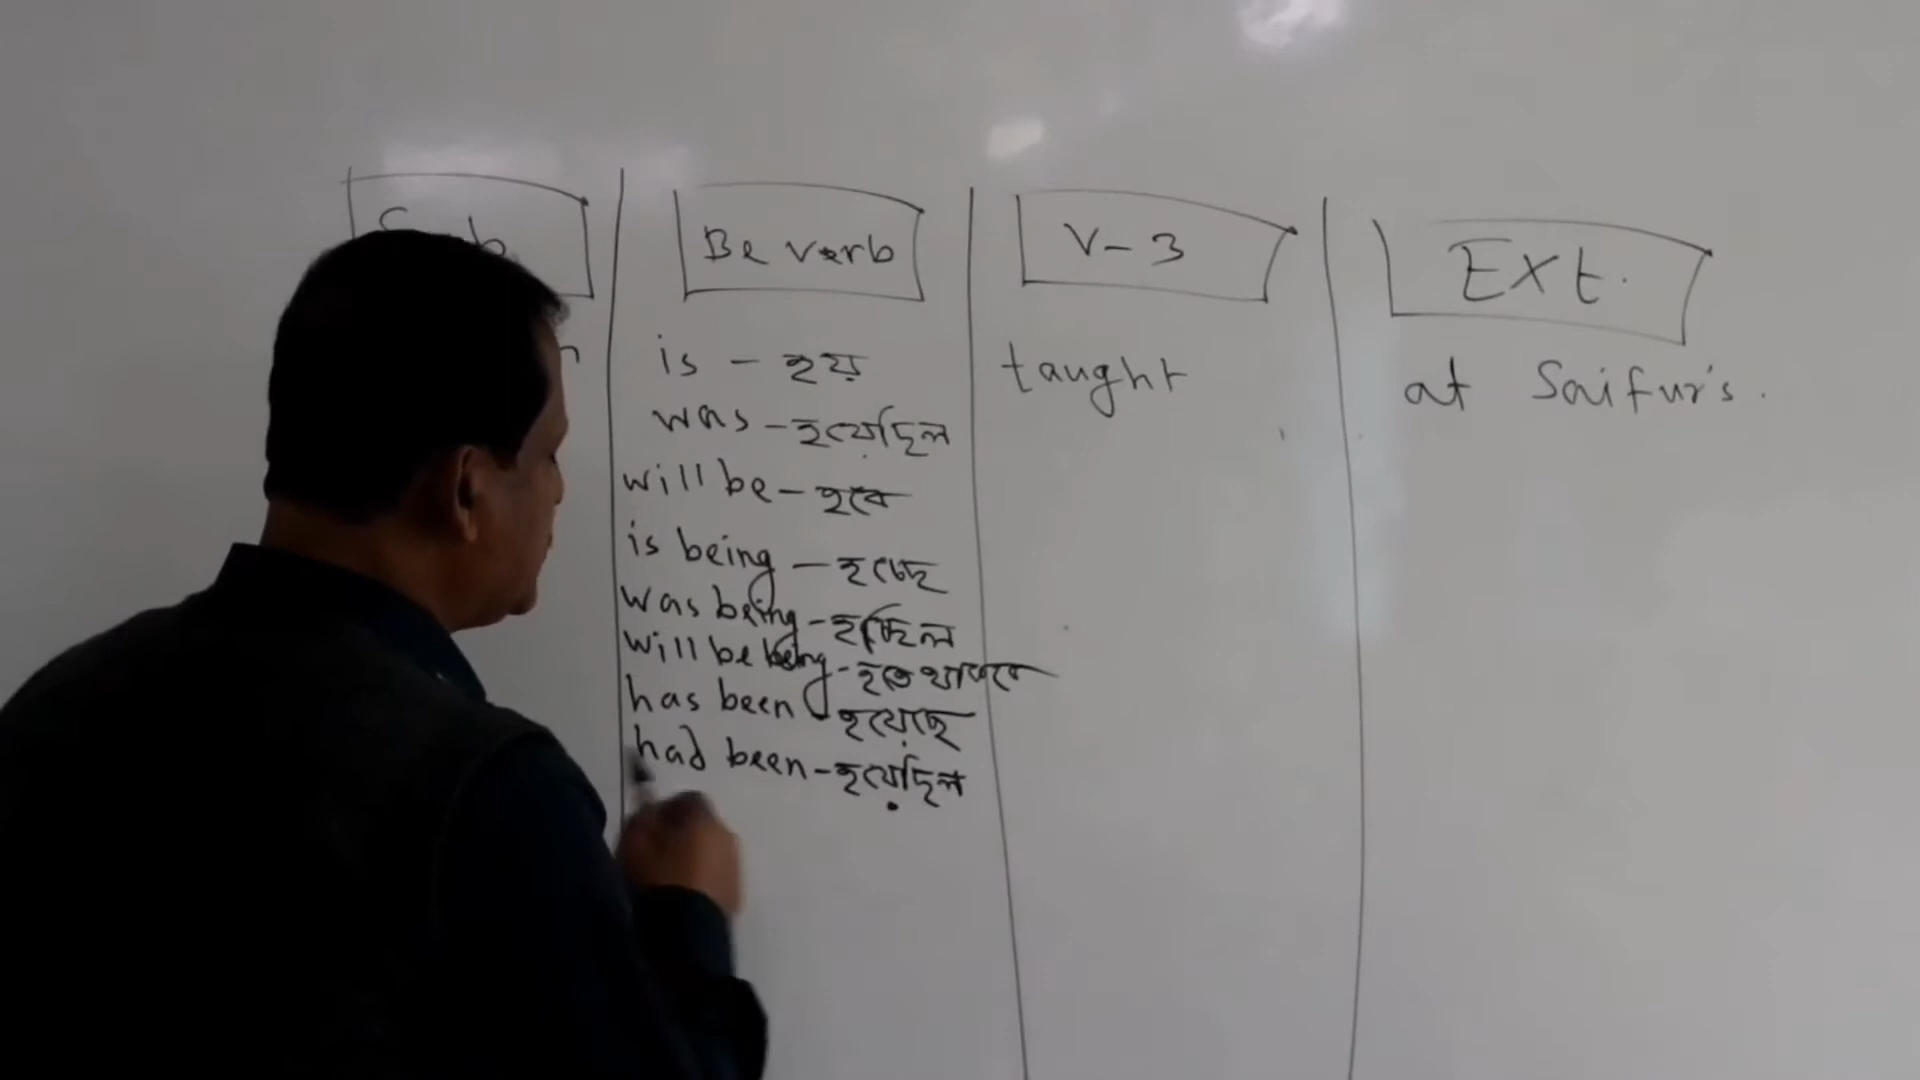 Be verb
V-3
Ext.
is - হয় taught at Saifur's.
was - হয়েছিল
will be - হবে
is being - হচ্ছে
was being - হচ্ছিল
will be being - হতে থাকবে
has been - হয়েছে
had been - হয়েছিল